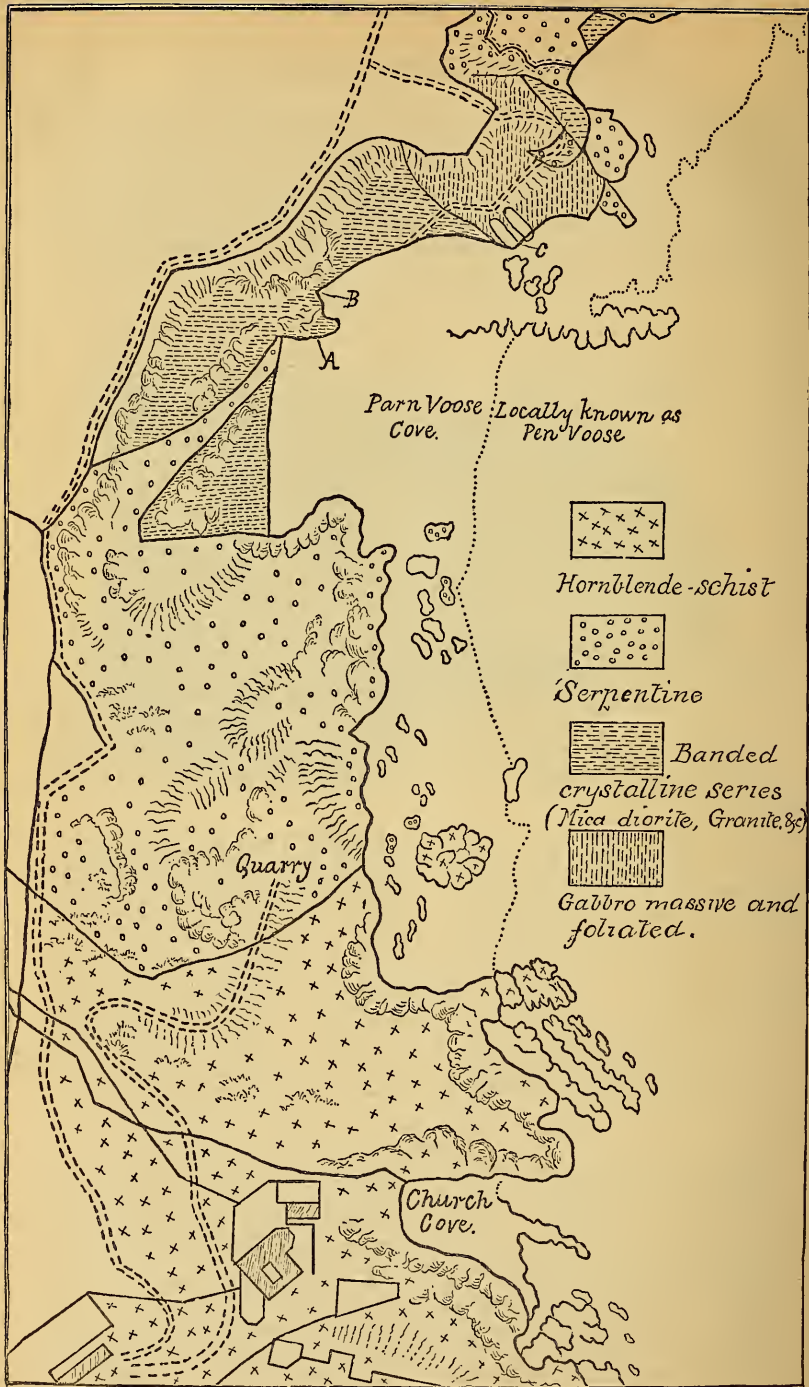 C
B
A
Parn Voose
Cove.
Locally known as
Pen Voose
Hornblende-schist
Serpentine
Banded
crystalline series
(Mica diorite, Granite, &c)
Gabbro massive and
foliated.
Quarry
Church
Cove.